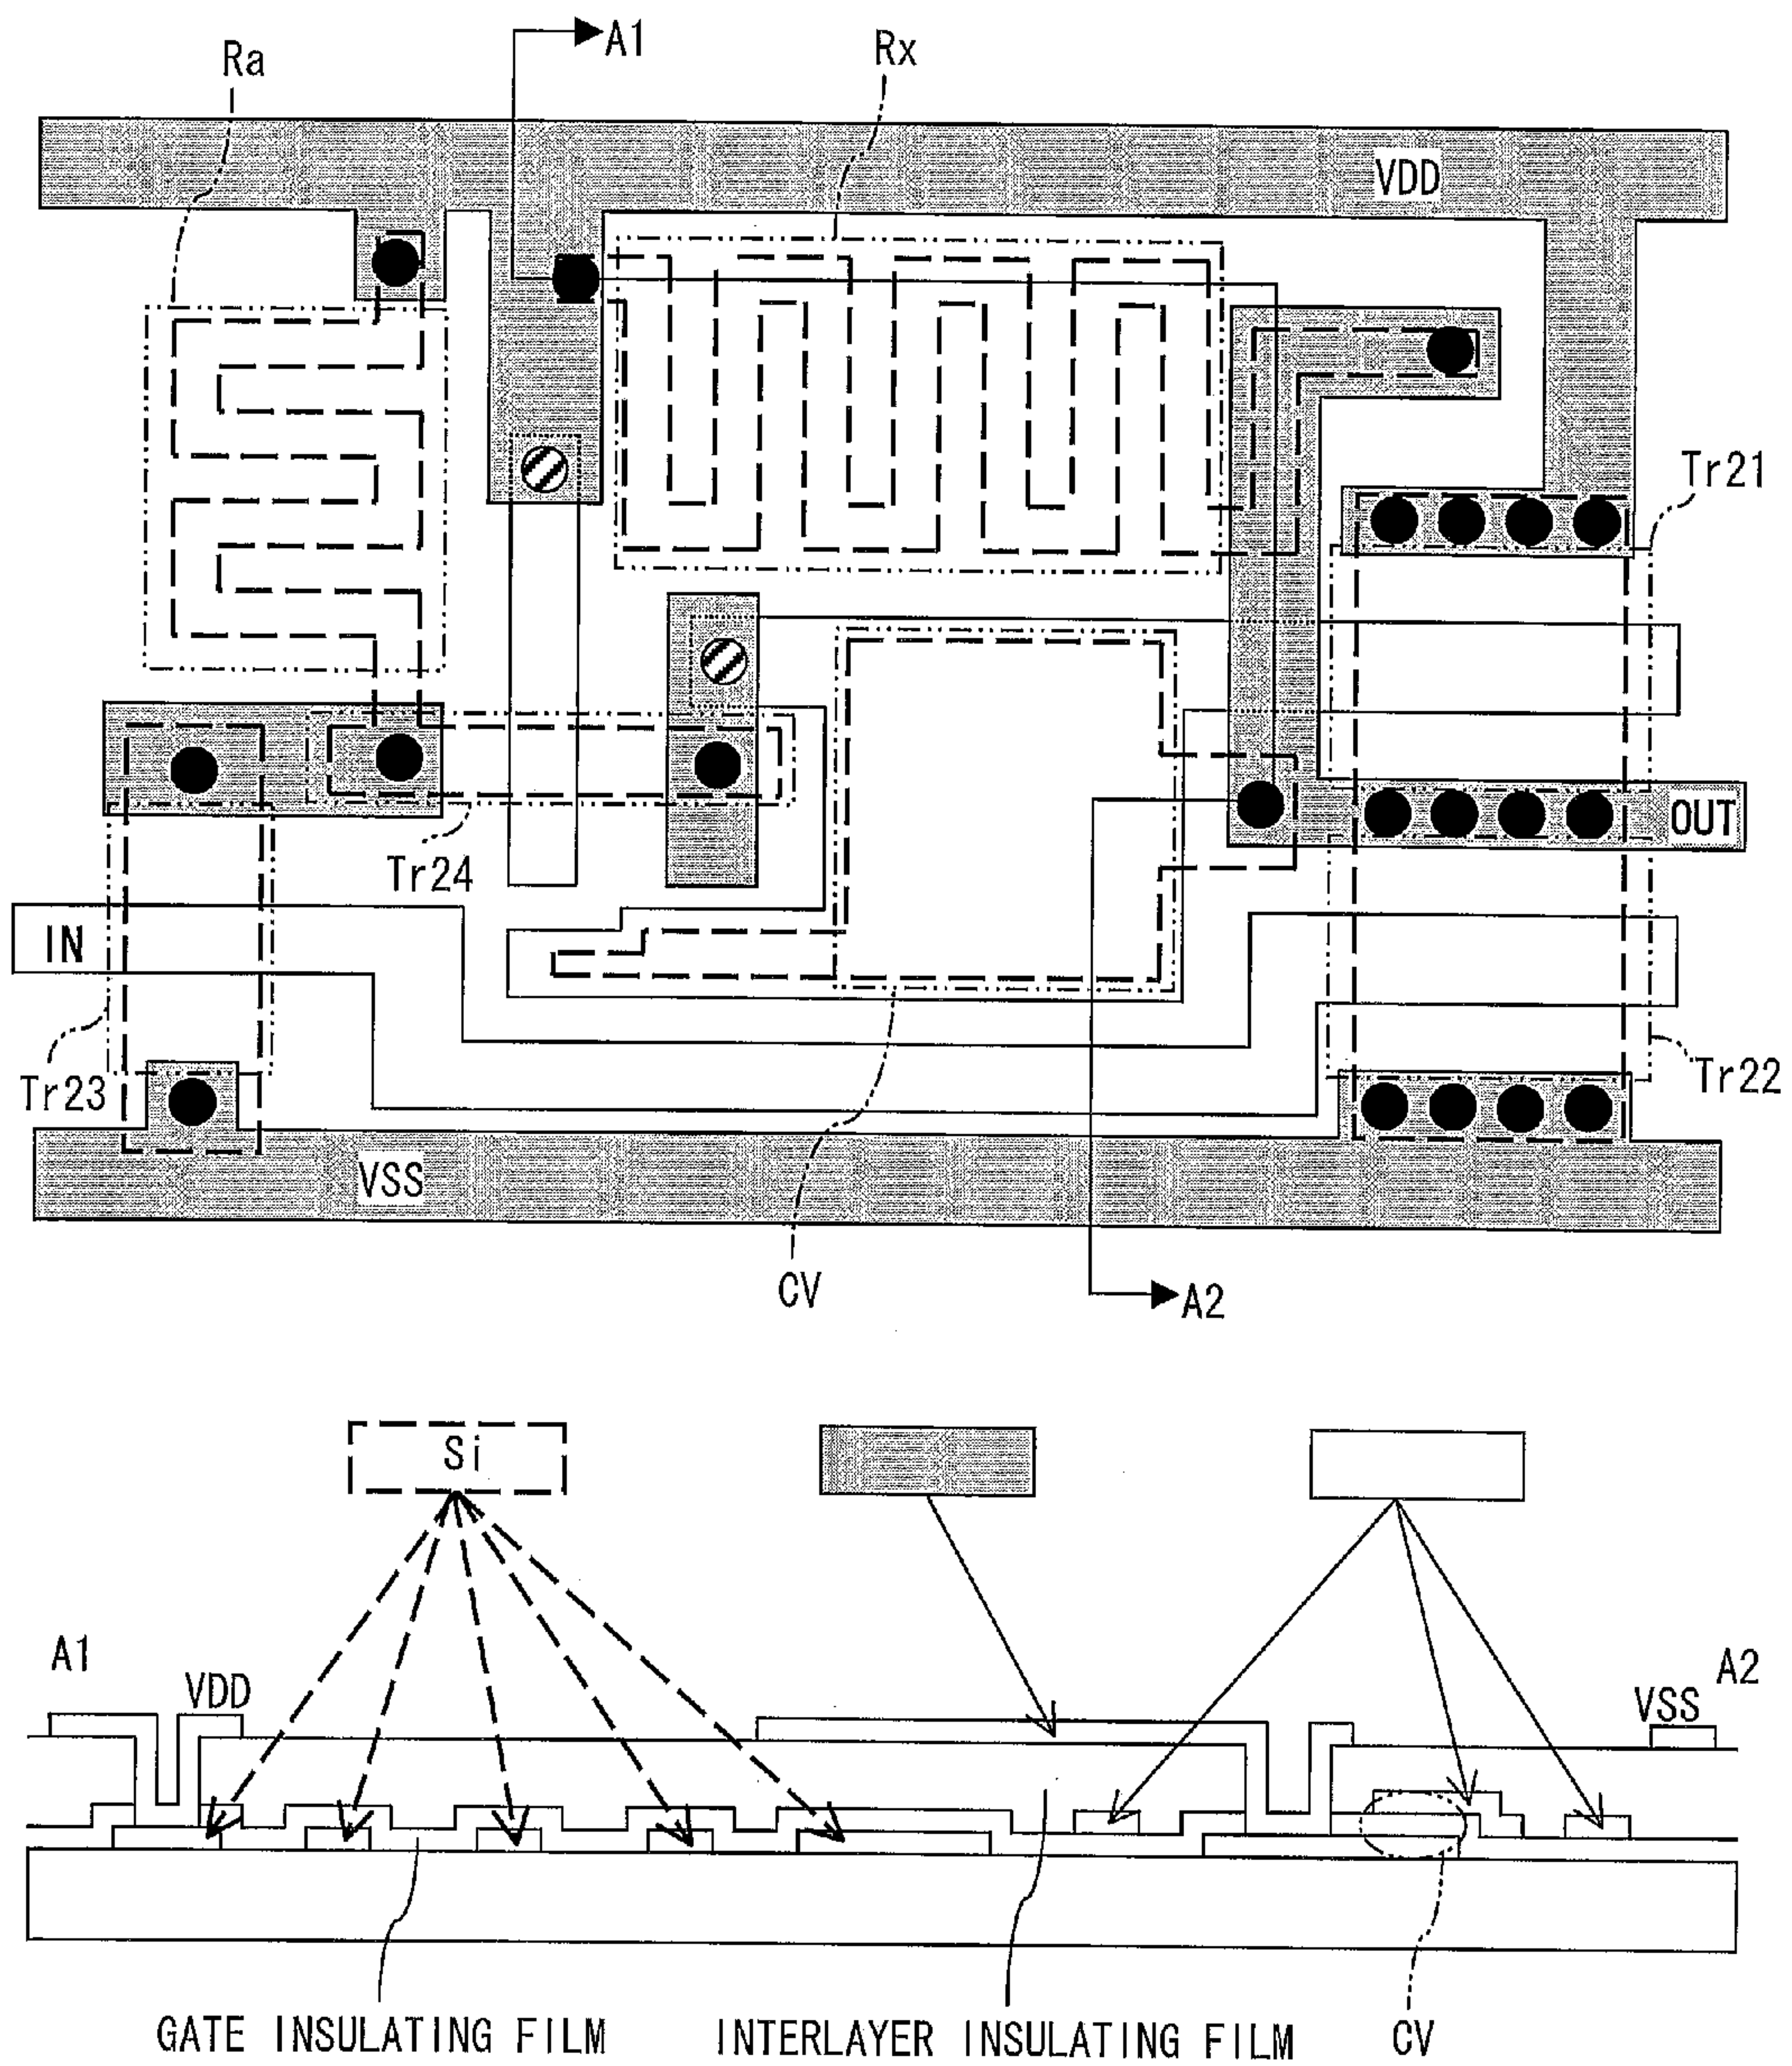 A1
Ra
Rx
VDD
Tr21
OUT
Tr24
IN
Tr23
Tr22
VSS
CV
A2
Si
A1
VDD
A2
VSS
GATE INSULATING FILM
INTERLAYER INSULATING FILM
CV